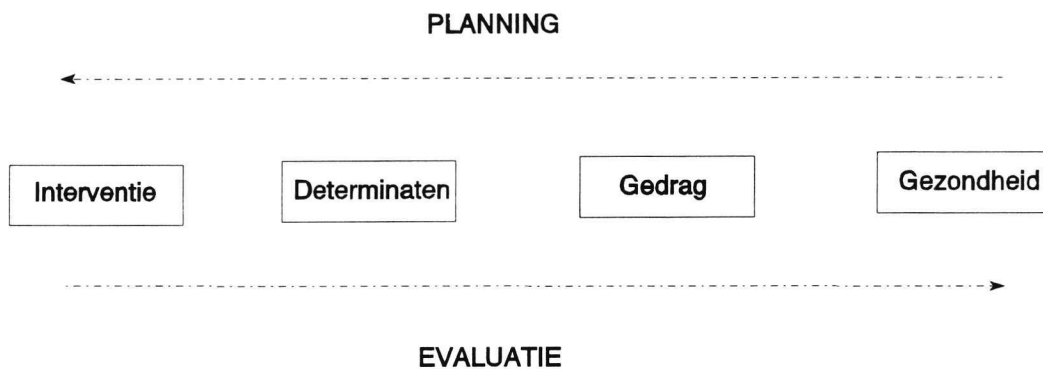 PLANNING
Interventie
Determinaten
Gedrag
Gezondheid
EVALUATIE